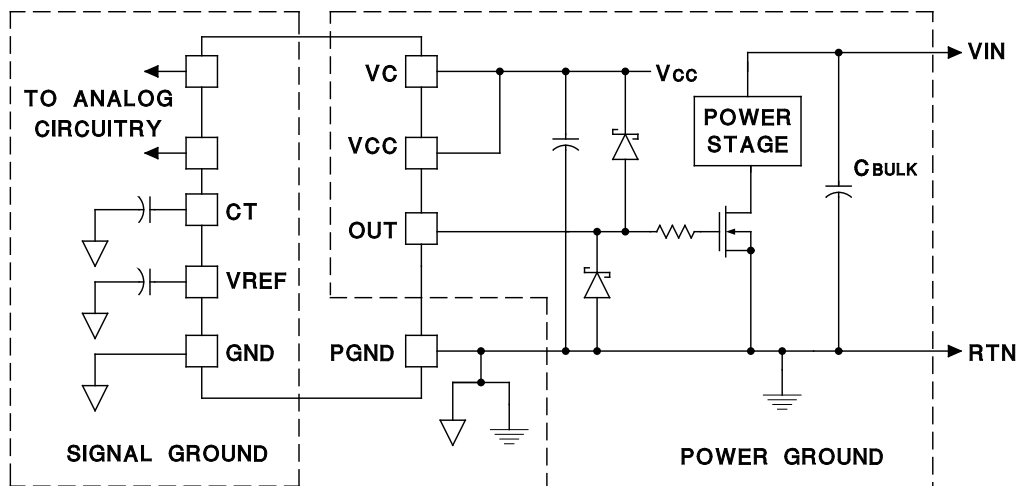 VC
VCC
OUT
PGND
TO ANALOG
CIRCUITRY
CT
VREF
GND
SIGNAL GROUND
VCC
POWER
STAGE
CBULK
VIN
RTN
POWER GROUND